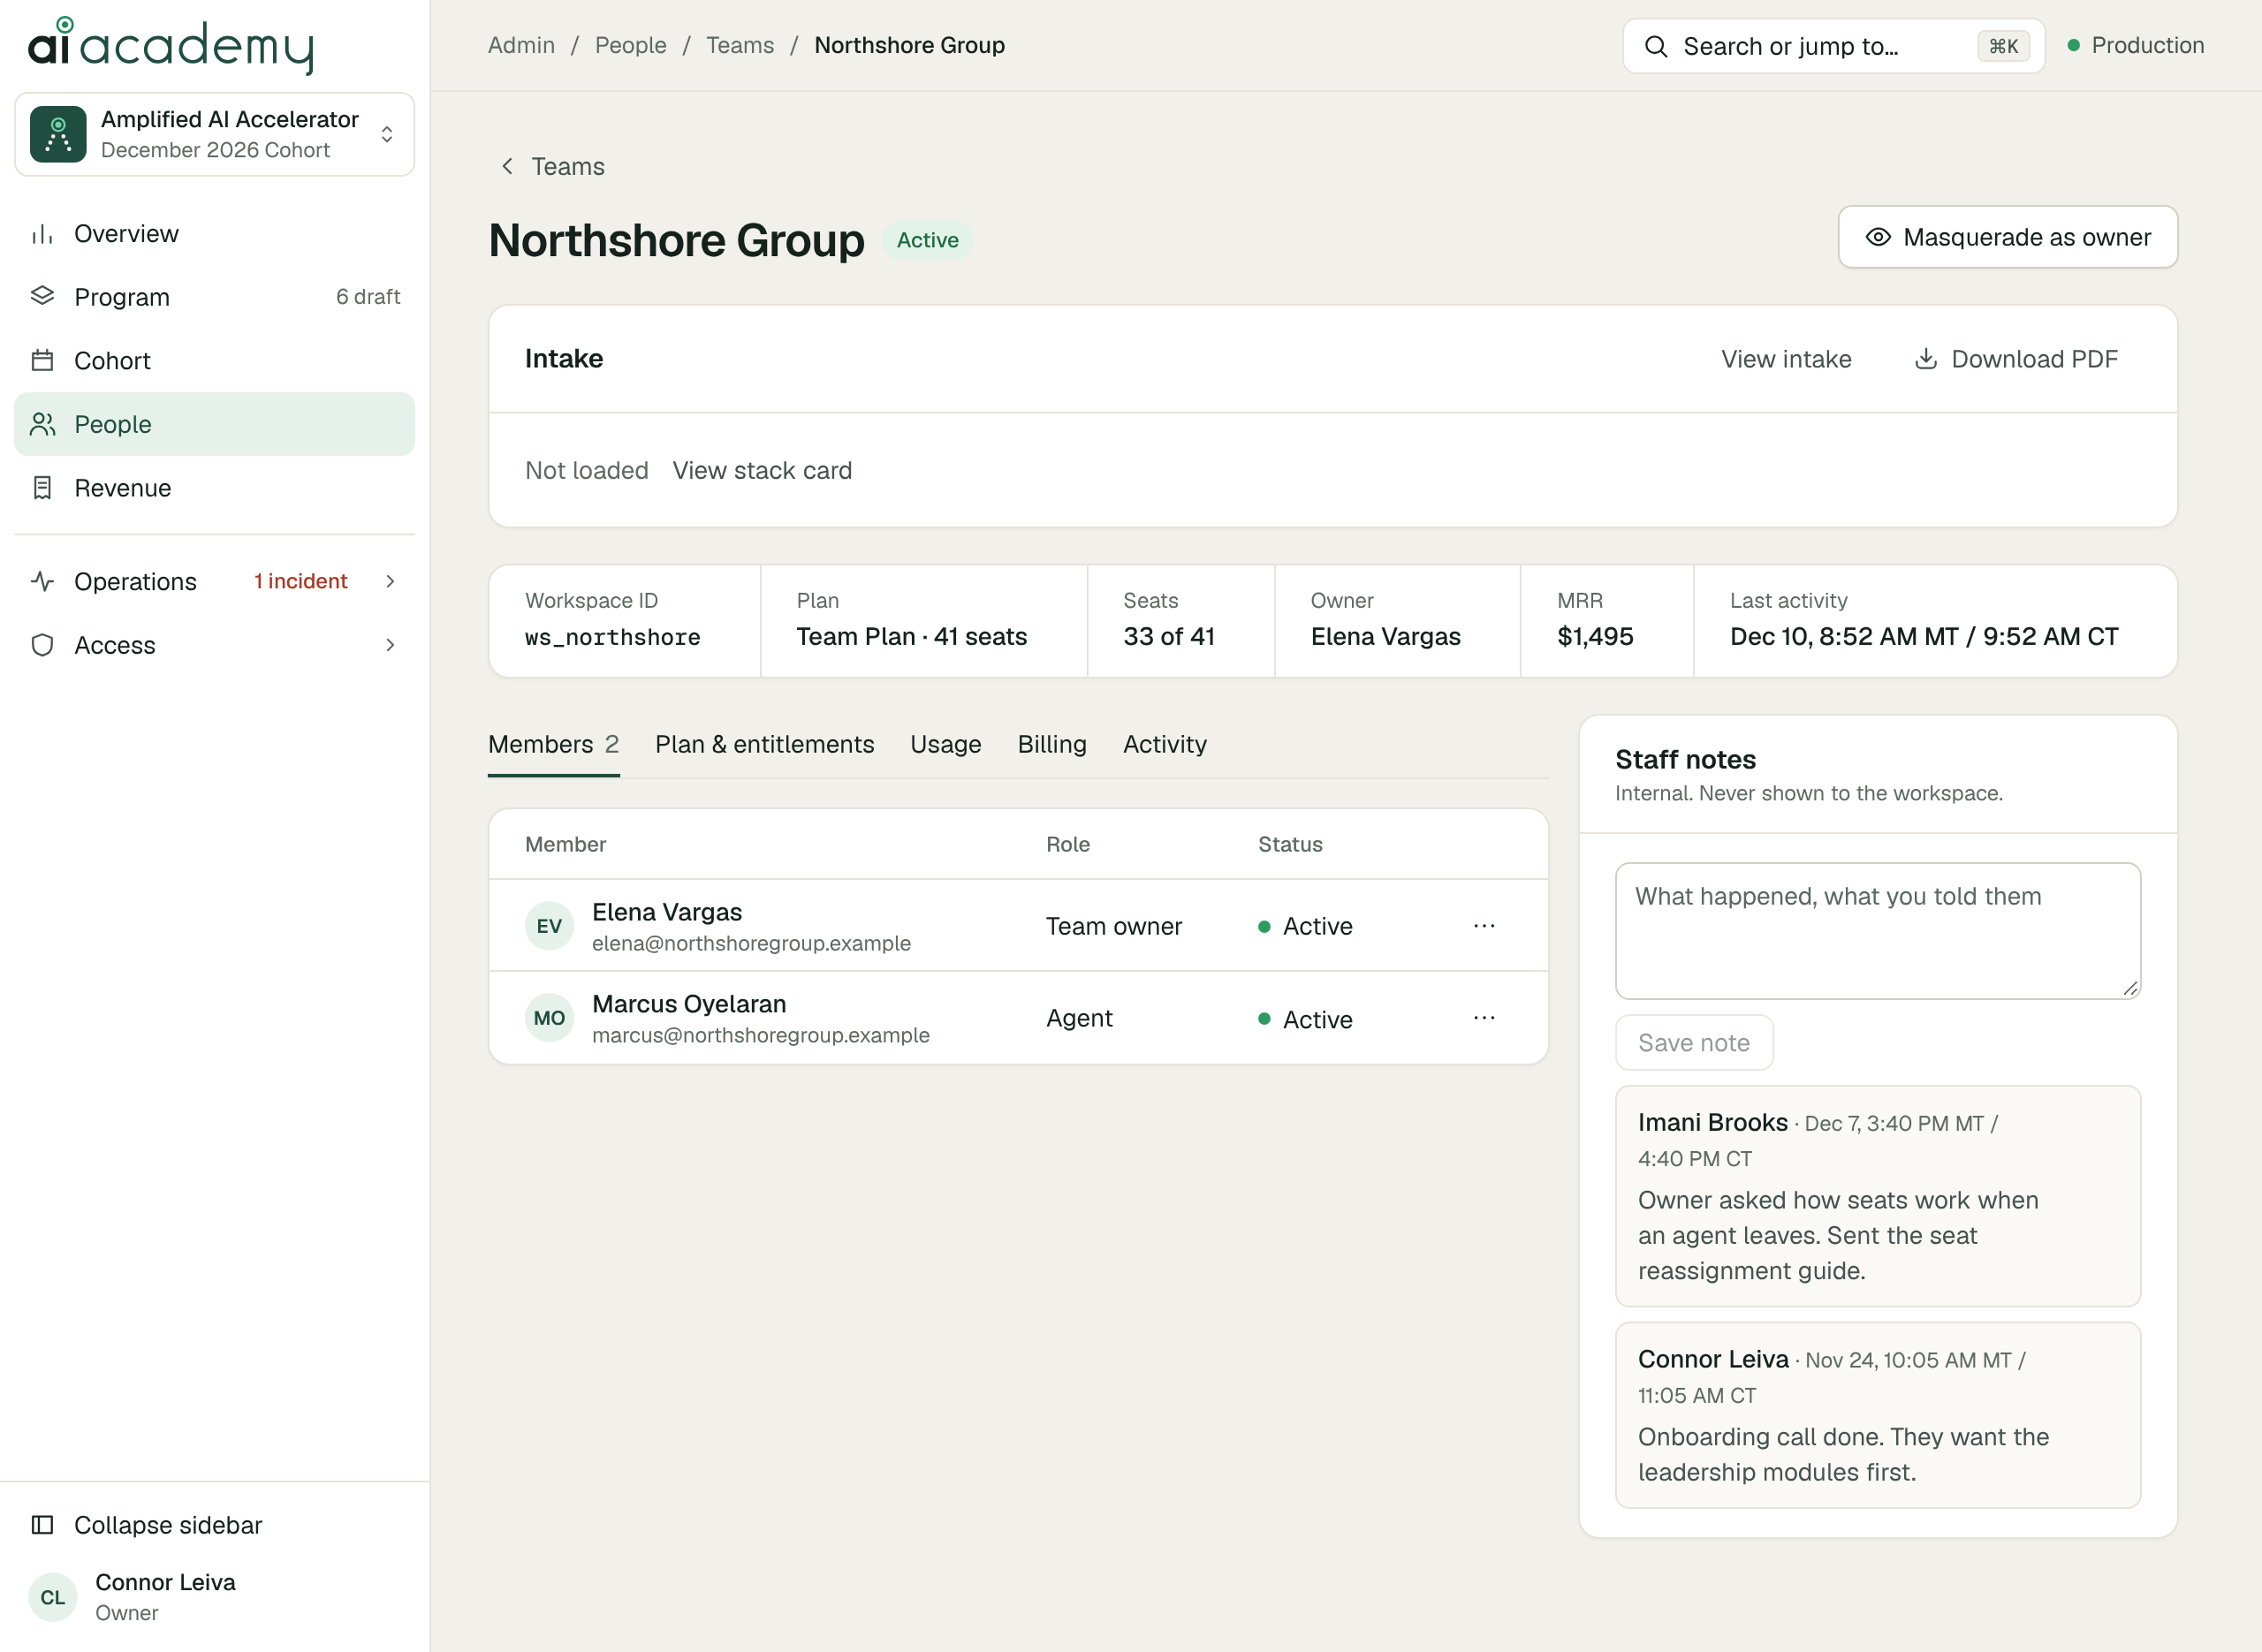 ai academy
Amplified AI Accelerator
December 2026 Cohort
Overview
Program 6 draft
Cohort
People
Revenue
Operations 1 incident
Access
Collapse sidebar
CL
Connor Leiva
Owner
Admin / People / Teams / Northshore Group
Search or jump to... ⌘K
Production
Teams
Northshore Group Active
Masquerade as owner
Intake
View intake
Download PDF
Not loaded View stack card
Workspace ID
ws_northshore
Plan
Team Plan · 41 seats
Seats
33 of 41
Owner
Elena Vargas
MRR
$1,495
Last activity
Dec 10, 8:52 AM MT / 9:52 AM CT
Members 2 Plan & entitlements Usage Billing Activity
Member Role Status
EV
Elena Vargas
elena@northshoregroup.example
Team owner
Active
...
MO
Marcus Oyelaran
marcus@northshoregroup.example
Agent
Active
...
Staff notes
Internal. Never shown to the workspace.
What happened, what you told them
Save note
Imani Brooks · Dec 7, 3:40 PM MT /
4:40 PM CT
Owner asked how seats work when
an agent leaves. Sent the seat
reassignment guide.
Connor Leiva · Nov 24, 10:05 AM MT /
11:05 AM CT
Onboarding call done. They want the
leadership modules first.